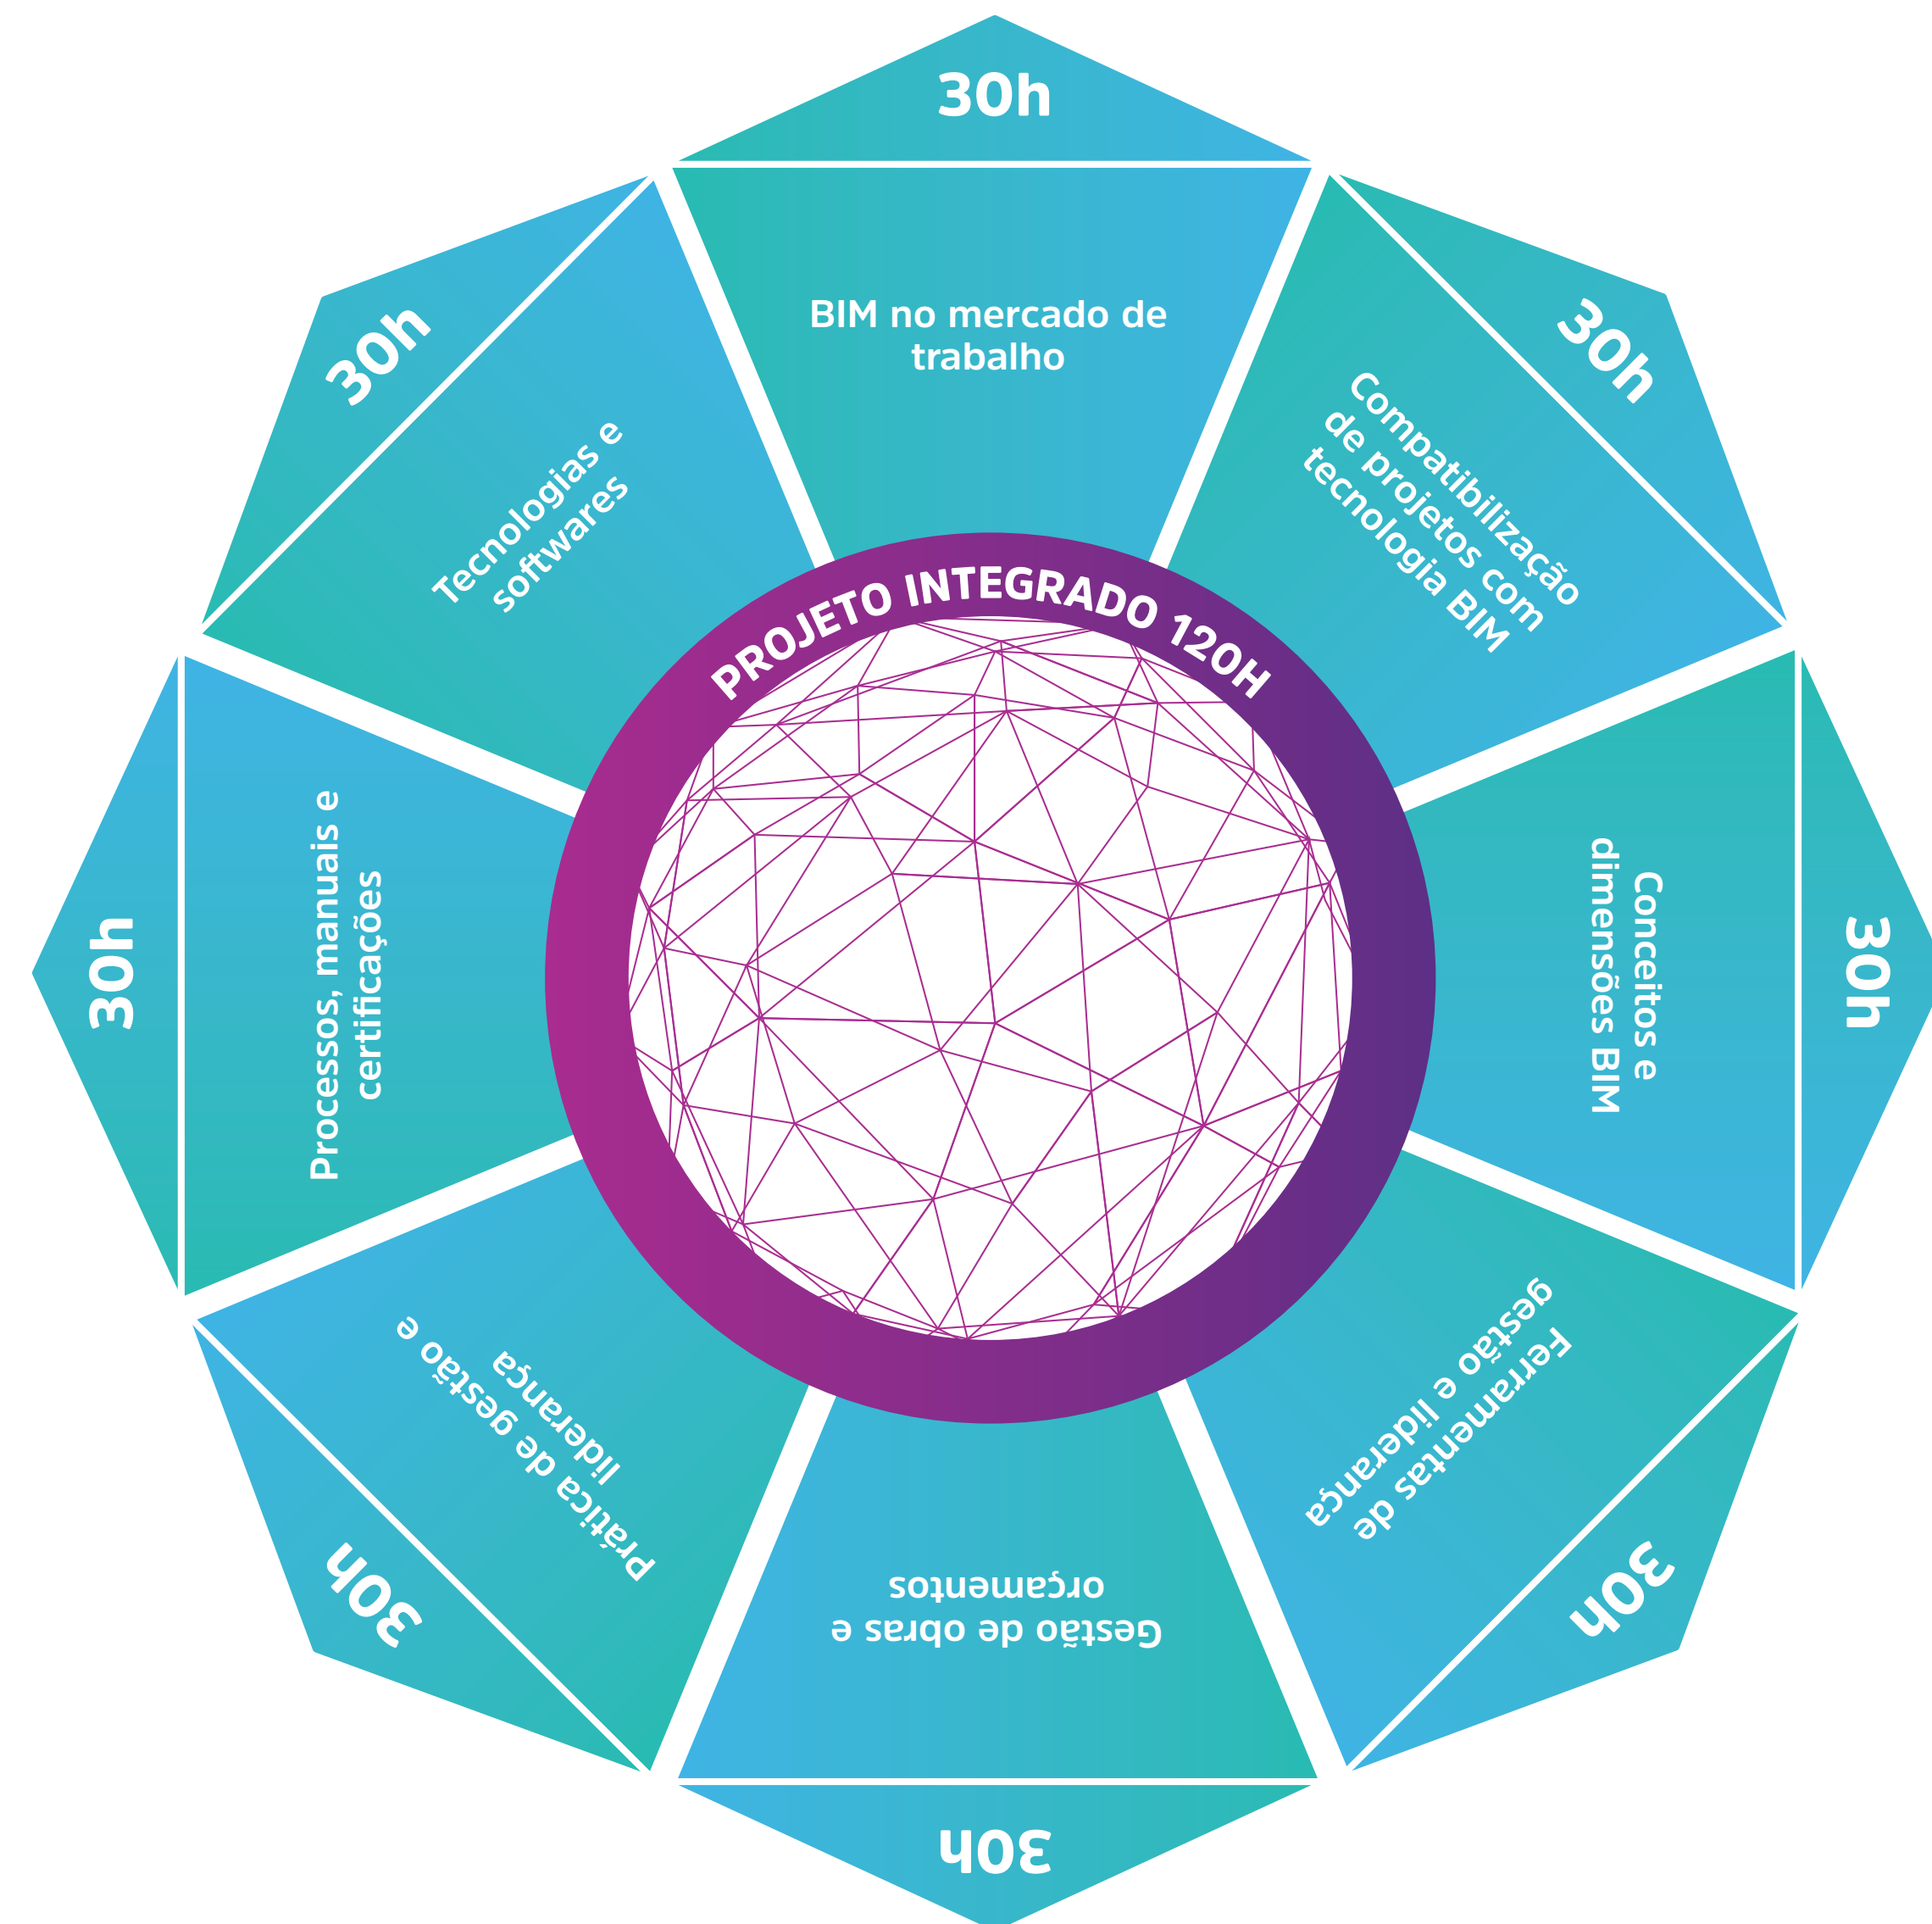 30h
BIM no mercado de
trabalho
30h
Compatibilização
de projetos com
tecnologia BIM
30h
Conceitos e
dimensões BIM
30h
Ferramentas de
gestão e liderança
30h
Gestão de obras e
orçamentos
30h
Prática de gestão e
liderança
30h
Processos, manuais e
certificações
30h
Tecnologias e
softwares
PROJETO INTEGRADO 120H